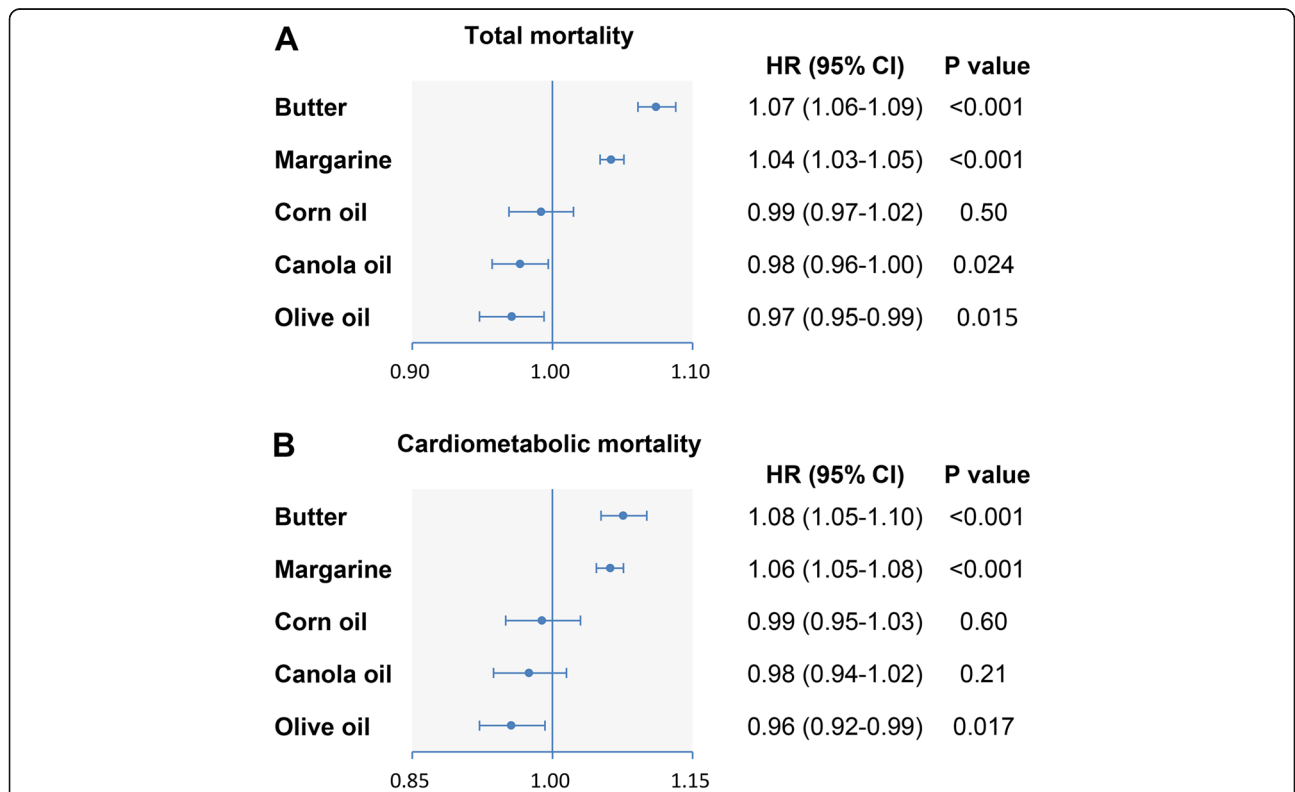 A Total mortality
HR (95% CI) P value
Butter 1.07 (1.06-1.09) <0.001
Margarine 1.04 (1.03-1.05) <0.001
Corn oil 0.99 (0.97-1.02) 0.50
Canola oil 0.98 (0.96-1.00) 0.024
Olive oil 0.97 (0.95-0.99) 0.015
0.90 1.00 1.10
B Cardiometabolic mortality
HR (95% CI) P value
Butter 1.08 (1.05-1.10) <0.001
Margarine 1.06 (1.05-1.08) <0.001
Corn oil 0.99 (0.95-1.03) 0.60
Canola oil 0.98 (0.94-1.02) 0.21
Olive oil 0.96 (0.92-0.99) 0.017
0.85 1.00 1.15